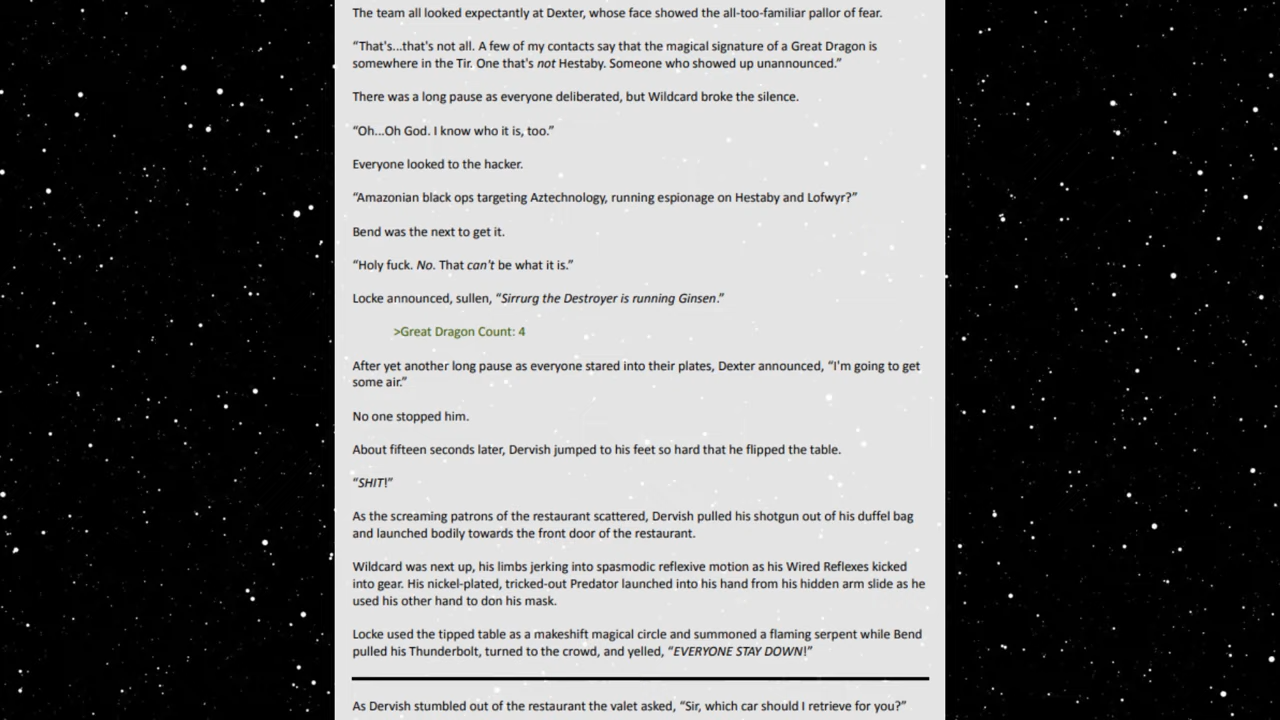 The team all looked expectantly at Dexter, whose face showed the all-too-familiar pallor of fear.
“That's...that's not all. A few of my contacts say that the magical signature of a Great Dragon is
somewhere in the Tir. One that's not Hestaby. Someone who showed up unannounced.”
There was a long pause as everyone deliberated, but Wildcard broke the silence.
“Oh...Oh God. I know who it is, too.”
Everyone looked to the hacker.
“Amazonian black ops targeting Aztechnology, running espionage on Hestaby and Lofwyr?”
Bend was the next to get it.
“Holy fuck. No. That can't be what it is.”
Locke announced, sullen, “Sirrurg the Destroyer is running Ginsen.”
>Great Dragon Count: 4
After yet another long pause as everyone stared into their plates, Dexter announced, “I'm going to get
some air.”
No one stopped him.
About fifteen seconds later, Dervish jumped to his feet so hard that he flipped the table.
“SHIT!”
As the screaming patrons of the restaurant scattered, Dervish pulled his shotgun out of his duffel bag
and launched bodily towards the front door of the restaurant.
Wildcard was next up, his limbs jerking into spasmodic reflexive motion as his Wired Reflexes kicked
into gear. His nickel-plated, tricked-out Predator launched into his hand from his hidden arm slide as he
used his other hand to don his mask.
Locke used the tipped table as a makeshift magical circle and summoned a flaming serpent while Bend
pulled his Thunderbolt, turned to the crowd, and yelled, “EVERYONE STAY DOWN!”
As Dervish stumbled out of the restaurant the valet asked, “Sir, which car should I retrieve for you?”